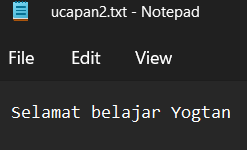 ucapan2.txt - Notepad
File Edit View
Selamat belajar Yogtan